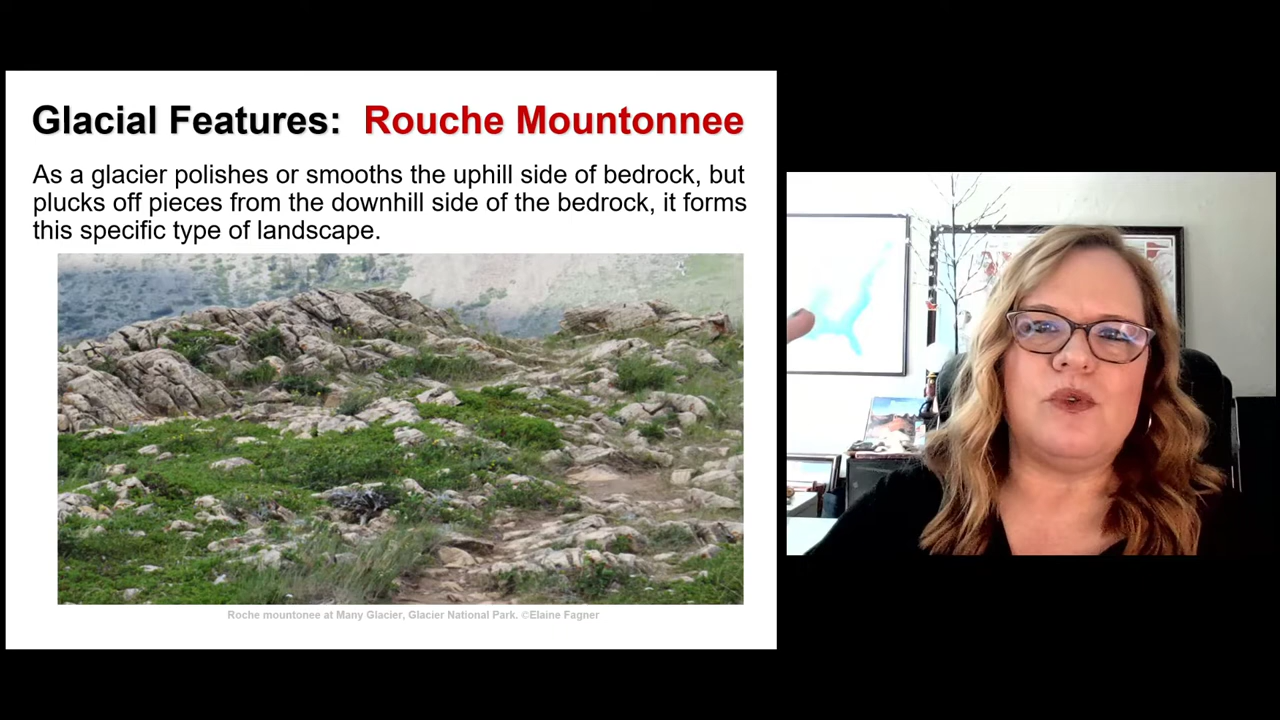 Glacial Features: Rouche Mountonnee
As a glacier polishes or smooths the uphill side of bedrock, but
plucks off pieces from the downhill side of the bedrock, it forms
this specific type of landscape.
Roche mountonee at Many Glacier, Glacier National Park. ©Elaine Fagner